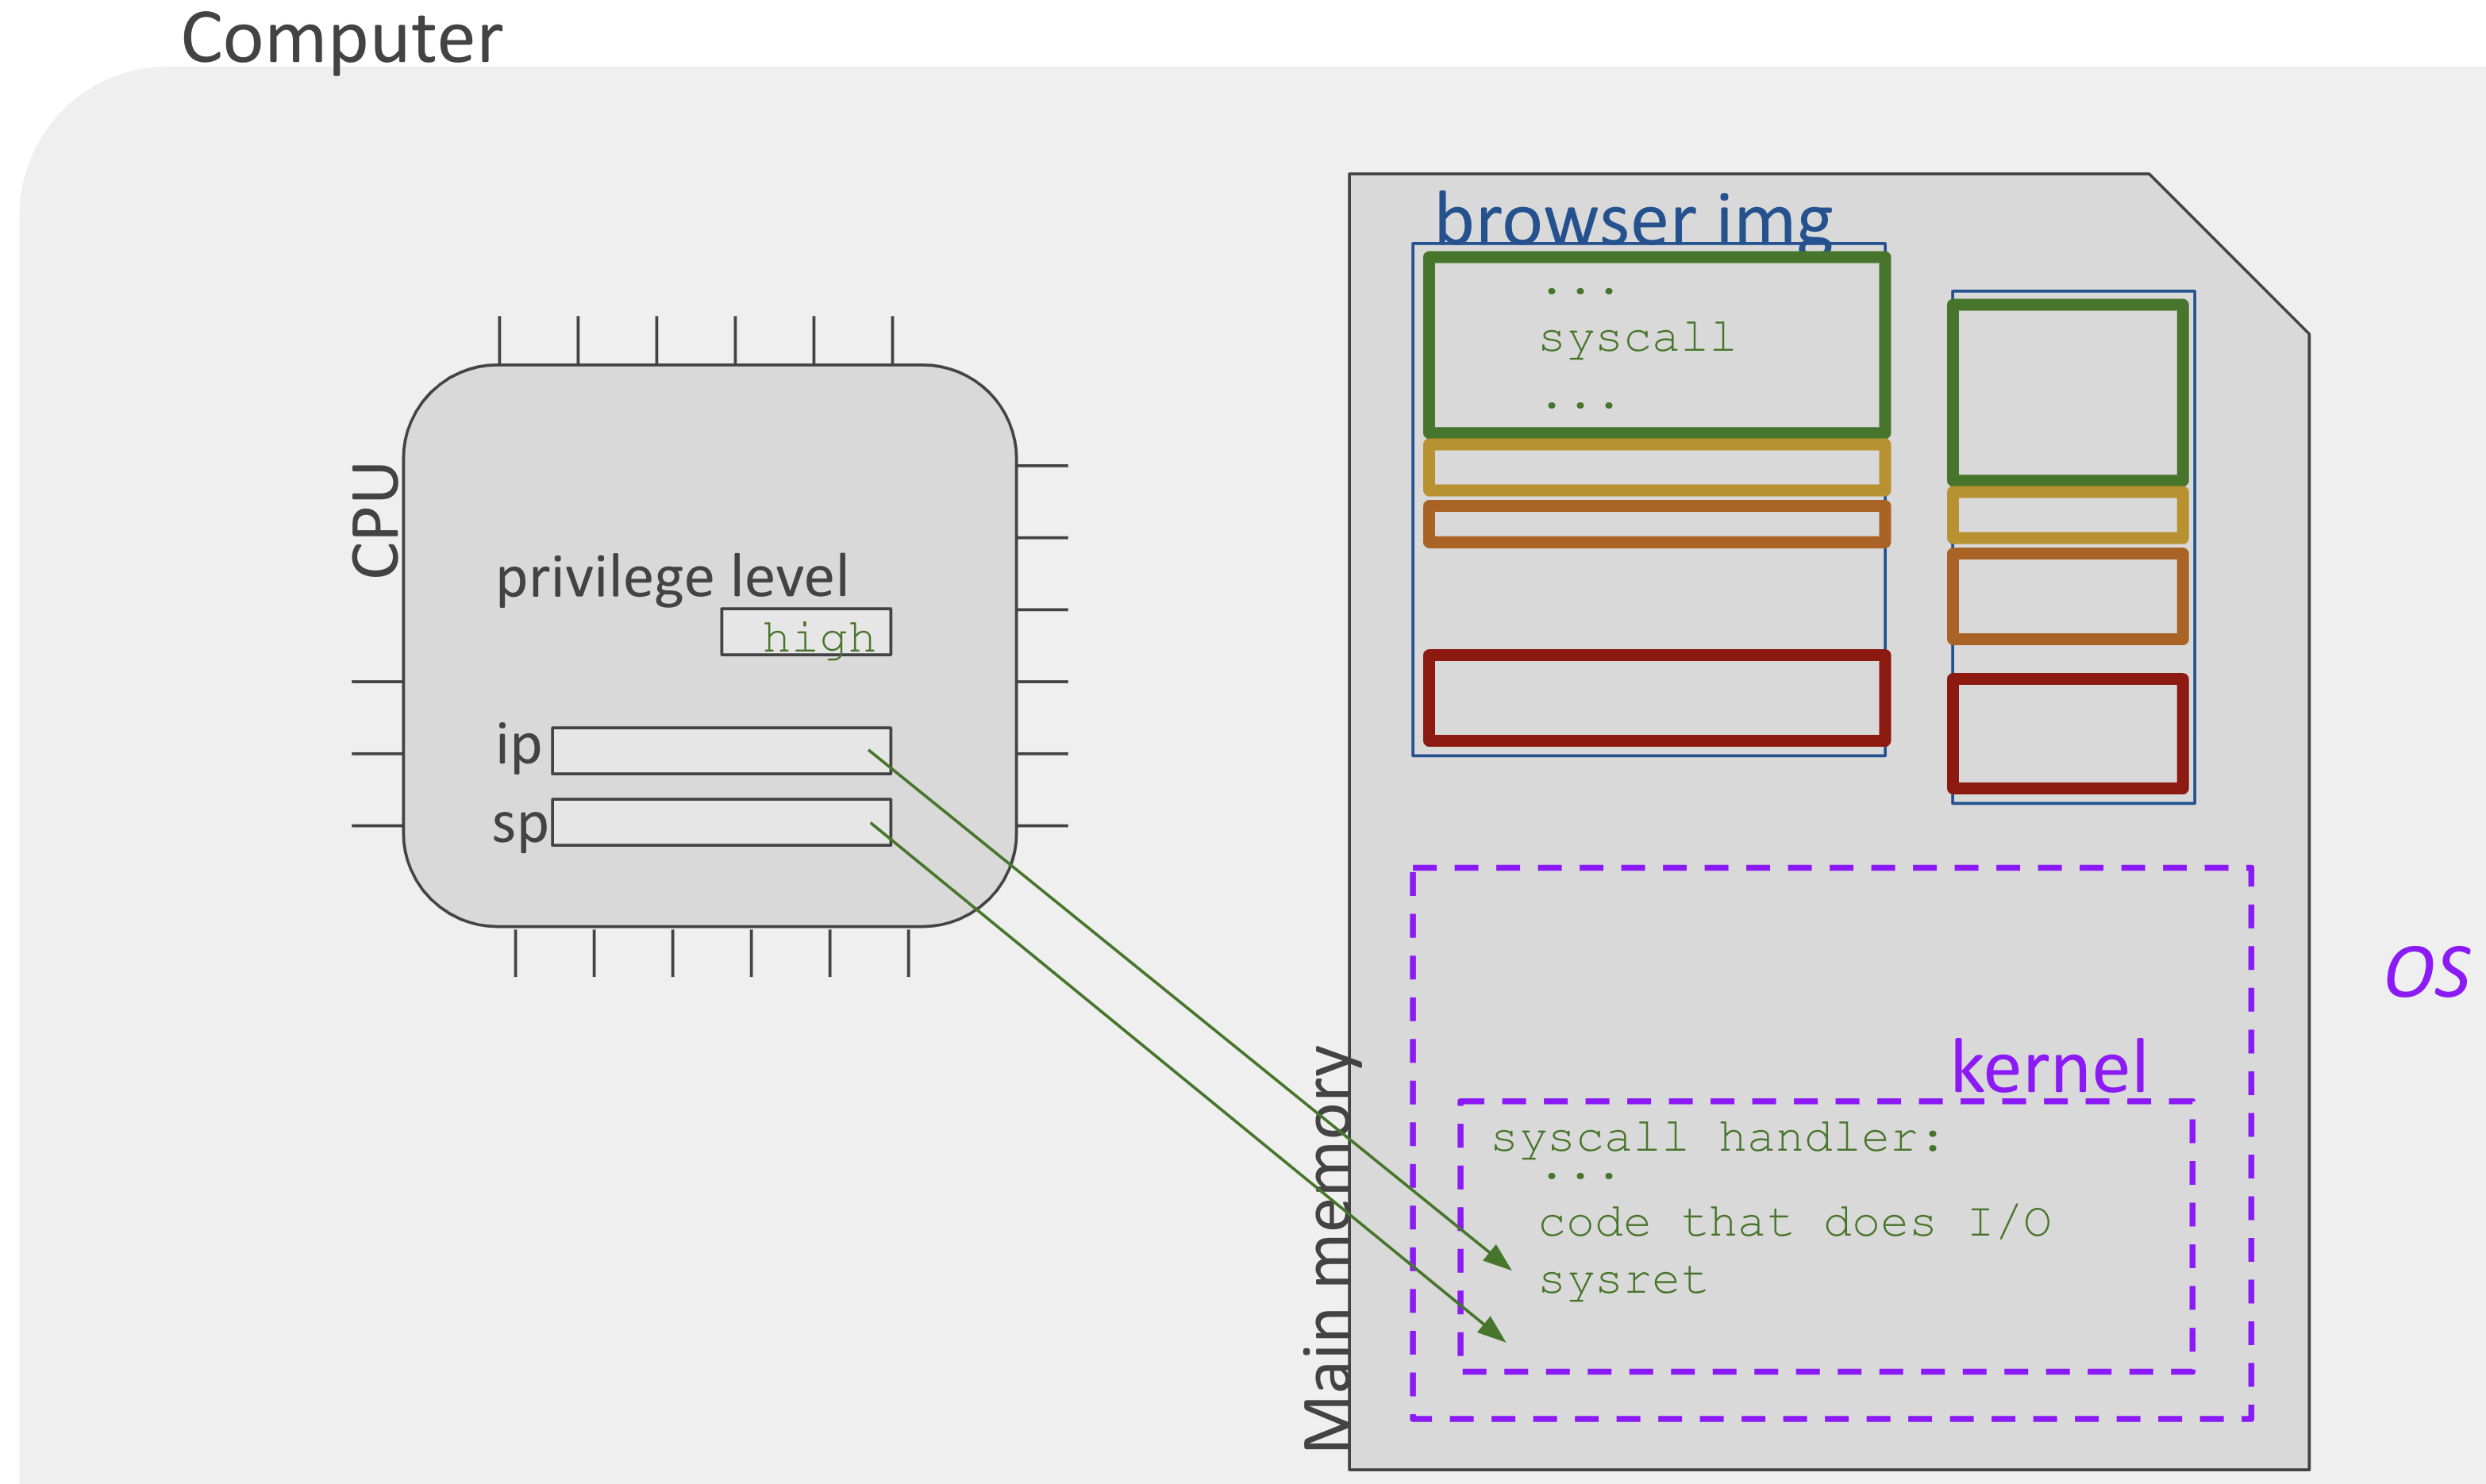 Computer
browser img
...
syscall
...
CPU
privilege level
high
ip
sp
Main memory
OS
kernel
syscall handler:
...
code that does I/O
sysret